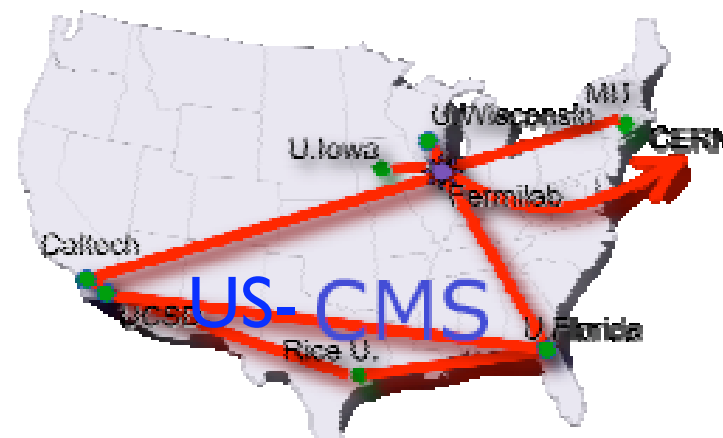 MIT
U.Wisconsin
CERN
U.Iowa
Fermilab
Caltech
US-CMS
UCSD
U.Florida
Rice U.